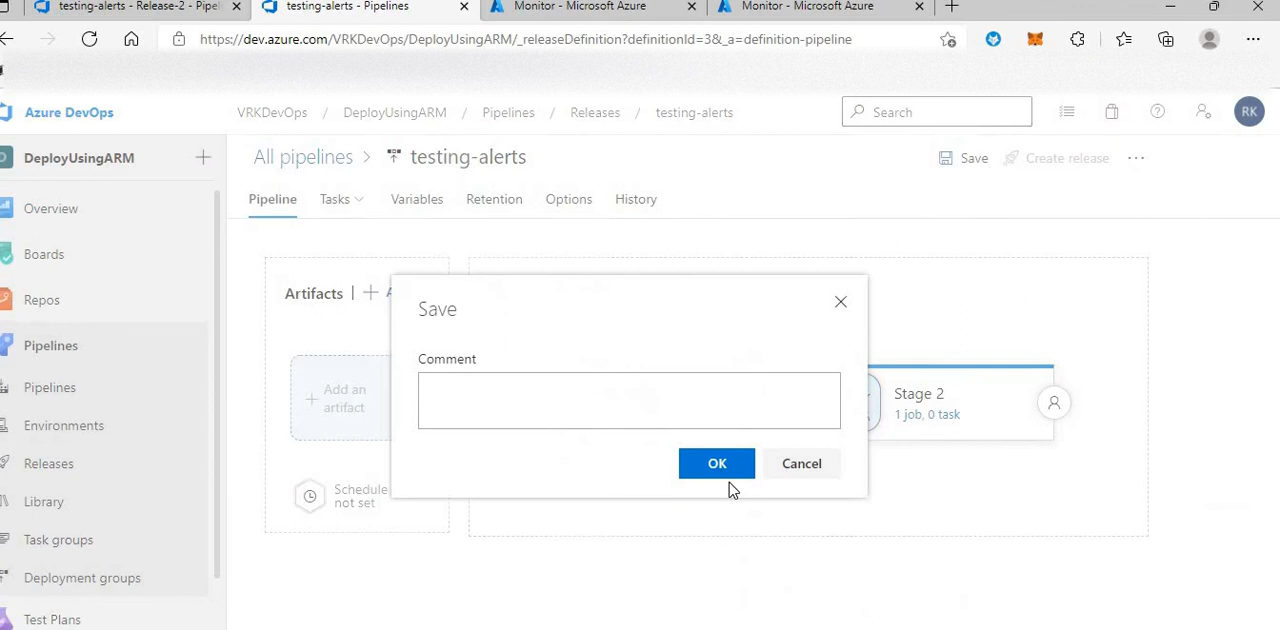 testing-alerts - Release-2 - Pipel
testing-alerts - Pipelines
Monitor - Microsoft Azure
Monitor - Microsoft Azure
https://dev.azure.com/VRKDevOps/DeployUsingARM/_releaseDefinition?definitionId=3&_a=definition-pipeline
Azure DevOps
VRKDevOps / DeployUsingARM / Pipelines / Releases / testing-alerts
Search
RK
DeployUsingARM
All pipelines > testing-alerts
Save
Create release
Pipeline
Tasks
Variables
Retention
Options
History
Overview
Boards
Repos
Pipelines
Pipelines
Environments
Releases
Library
Task groups
Deployment groups
Test Plans
Artifacts | + A
+ Add an
artifact
Schedule
not set
Save
Comment
OK
Cancel
Stage 2
1 job, 0 task